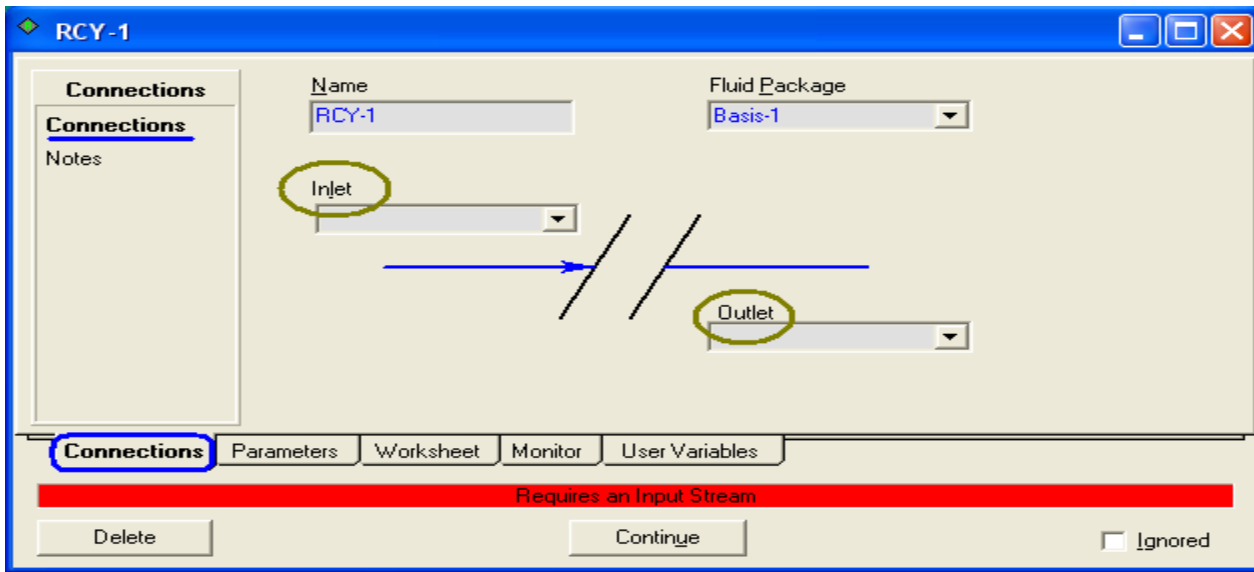 RCY-1
Connections
Connections
Notes
Name
RCY-1
Fluid Package
Basis-1
Inlet
Outlet
Connections Parameters Worksheet Monitor User Variables
Requires an Input Stream
Delete Continue Ignored